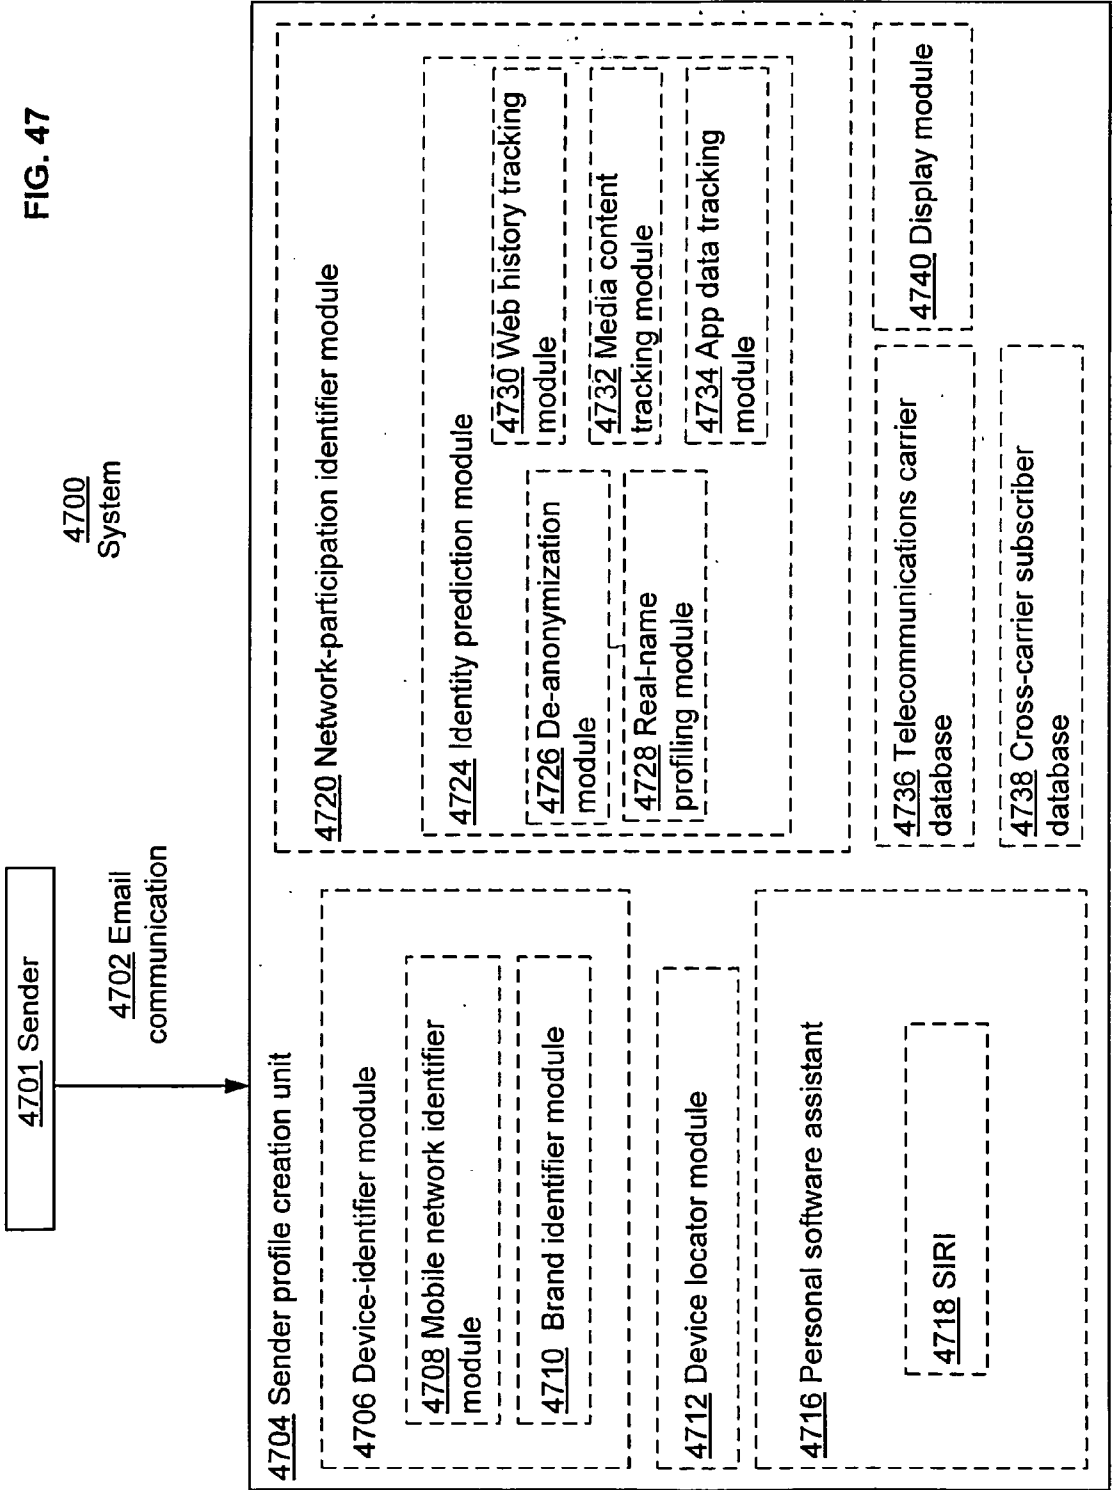 FIG. 47
4700
System
4701 Sender
4702 Email
communication
4704 Sender profile creation unit
4706 Device-identifier module
4708 Mobile network identifier
module
4710 Brand identifier module
4712 Device locator module
4716 Personal software assistant
4718 SIRI
4720 Network-participation identifier module
4724 Identity prediction module
4726 De-anonymization
module
4728 Real-name
profiling module
4730 Web history tracking
module
4732 Media content
tracking module
4734 App data tracking
module
4736 Telecommunications carrier
database
4738 Cross-carrier subscriber
database
4740 Display module